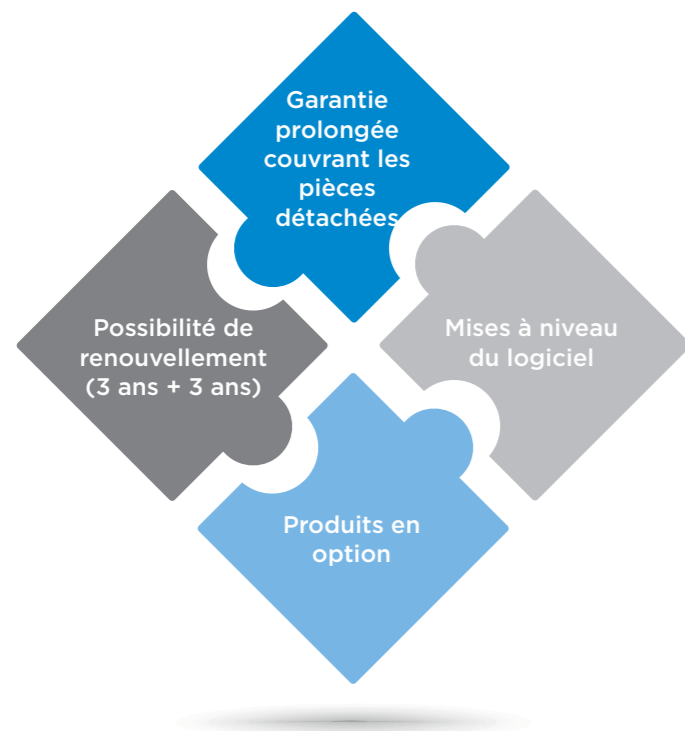 Garantie
prolongée
couvrant les
pièces
détachées
Possibilité de
renouvellement
(3 ans + 3 ans)
Mises à niveau
du logiciel
Produits en
option